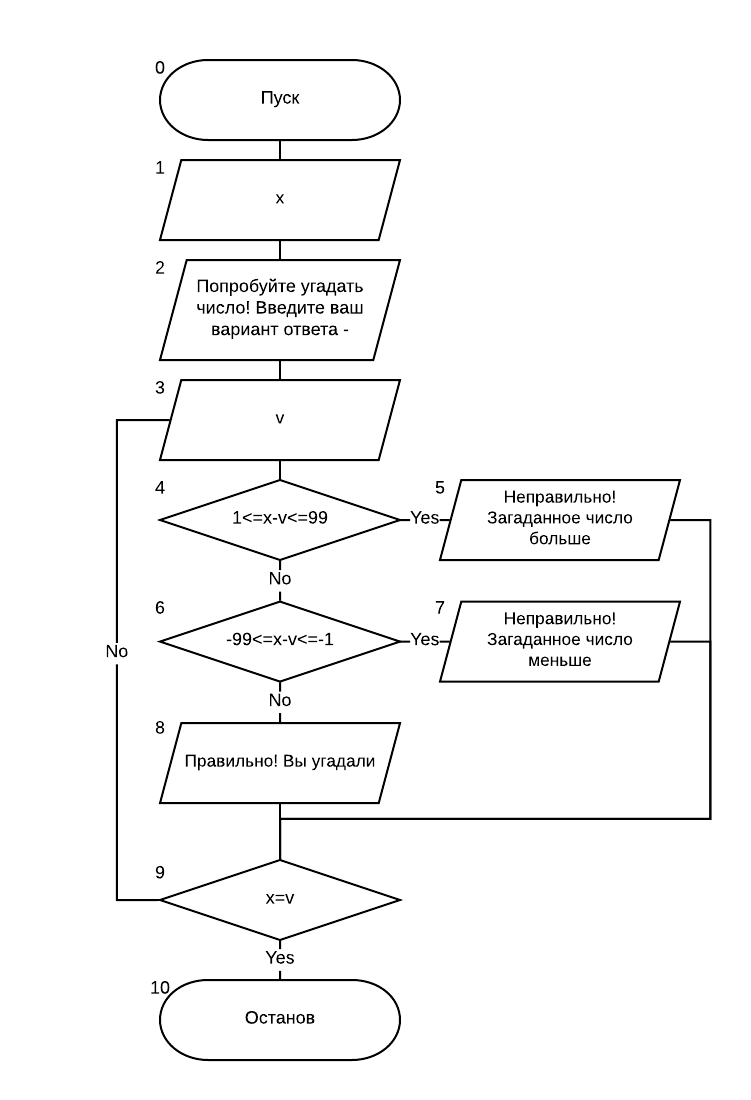 0
Пуск
1
x
2
Попробуйте угадать
число! Введите ваш
вариант ответа -
3
v
4
1<=x-v<=99
Yes
5
Неправильно!
Загаданное число
больше
No
6
-99<=x-v<=-1
Yes
7
Неправильно!
Загаданное число
меньше
No
No
8
Правильно! Вы угадали
9
x=v
Yes
10
Останов